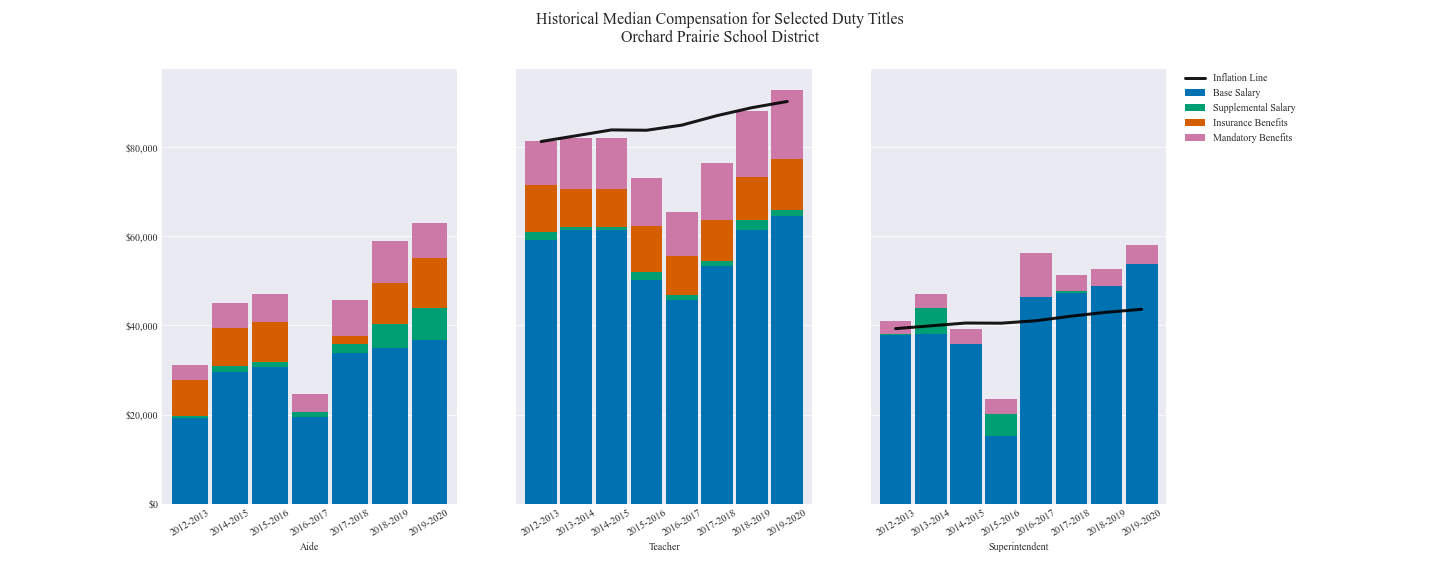 Historical Median Compensation for Selected Duty Titles
Orchard Prairie School District
Inflation Line
Base Salary
Supplemental Salary
Insurance Benefits
Mandatory Benefits
$80,000
$60,000
$40,000
$20,000
$0
2012-2013 2014-2015 2015-2016 2016-2017 2017-2018 2018-2019 2019-2020
Aide
2012-2013 2013-2014 2014-2015 2015-2016 2016-2017 2017-2018 2018-2019 2019-2020
Teacher
2012-2013 2013-2014 2014-2015 2015-2016 2016-2017 2017-2018 2018-2019 2019-2020
Superintendent